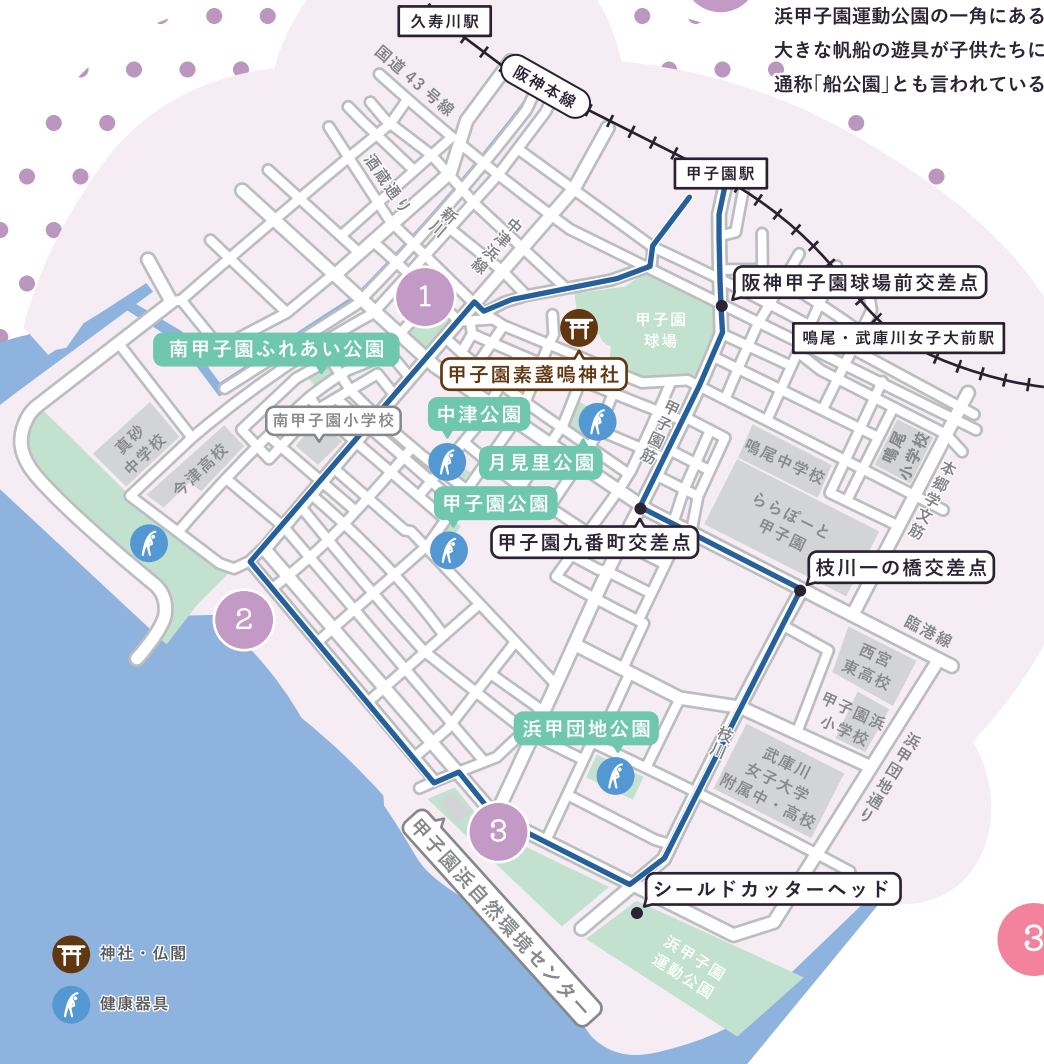 浜甲子園運動公園の一角にある
大きな帆船の遊具が子供たちに
通称「船公園」とも言われている
久寿川駅
国道43号線
阪神本線
甲子園駅
酒蔵通り
新川
中津浜線
1
阪神甲子園球場前交差点
甲子園
球場
鳴尾・武庫川女子大前駅
南甲子園ふれあい公園
甲子園素盞嗚神社
南甲子園小学校
中津公園
月見里公園
甲子園筋
真砂
中学校
今津高校
鳴尾中学校
鳴尾
小学校
本郷学文筋
甲子園公園
ららぽーと
甲子園
甲子園九番町交差点
枝川一の橋交差点
2
臨港線
西宮
東高校
甲子園浜
小学校
浜甲団地公園
枝川
武庫川
女子大学
附属中・高校
浜甲団地通り
3
甲子園浜自然環境センター
シールドカッターヘッド
浜甲子園
運動公園
3
神社・仏閣
健康器具